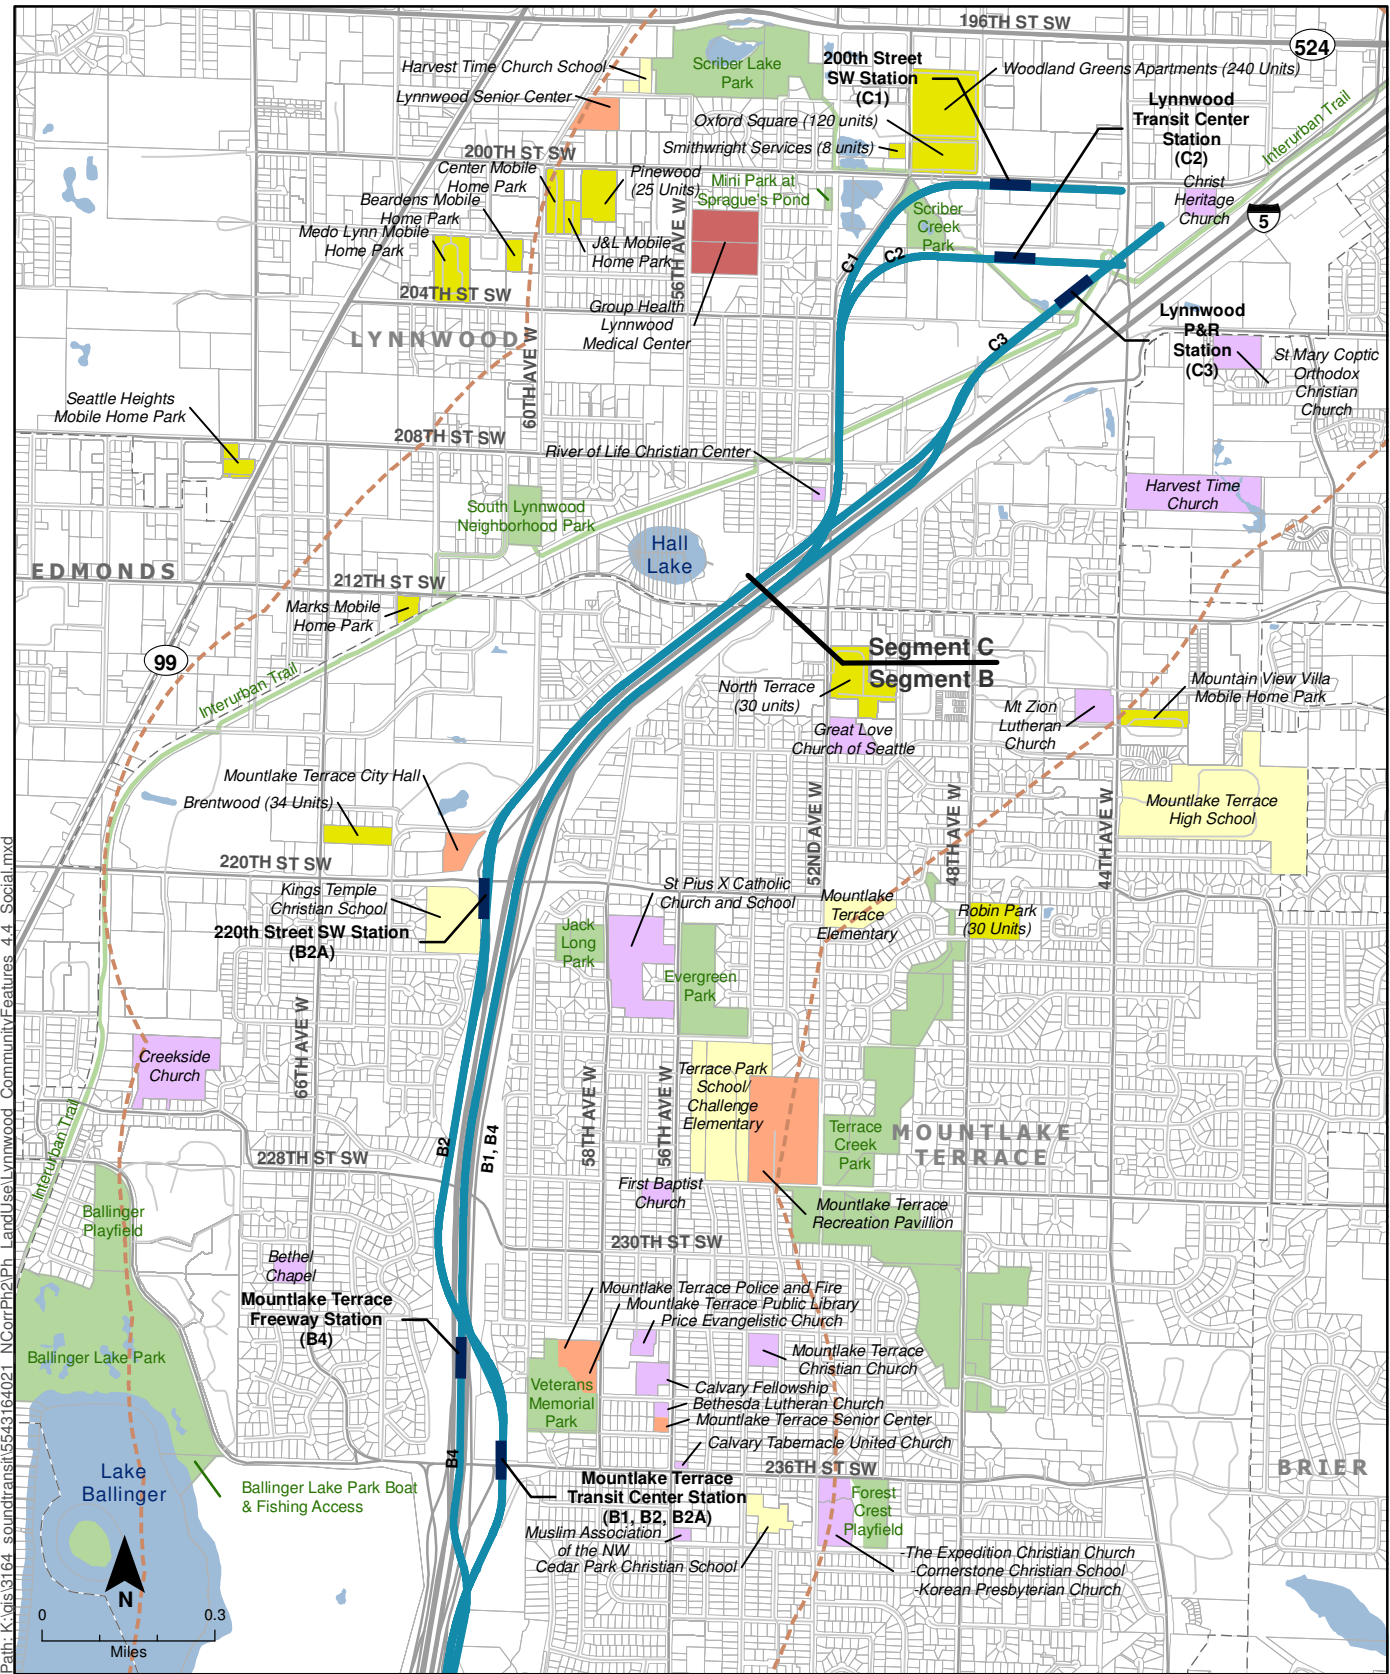 196TH ST SW
524
Harvest Time Church School
Scriber Lake
Park
200th Street
SW Station
(C1)
Woodland Greens Apartments (240 Units)
Lynnwood Senior Center
Lynnwood
Transit Center
Station
(C2)
Interurban Trail
Oxford Square (120 units)
Smithwright Services (8 units)
200TH ST SW
Center Mobile
Home Park
Pinewood
(25 Units)
Mini Park at
Sprague's Pond
Christ
Heritage
Church
5
Beardens Mobile
Home Park
Scriber
Creek
Park
Medo Lynn Mobile
Home Park
J&L Mobile
Home Park
56TH AVE W
C1
C2
204TH ST SW
Group Health
Lynnwood
Medical Center
LYNNWOOD
60TH AVE W
C3
Lynnwood
P&R
Station
(C3)
St Mary Coptic
Orthodox
Christian
Church
Seattle Heights
Mobile Home Park
208TH ST SW
River of Life Christian Center
Harvest Time
Church
South Lynnwood
Neighborhood Park
Hall
Lake
EDMONDS
212TH ST SW
Marks Mobile
Home Park
99
Interurban Trail
Segment C
Segment B
North Terrace
(30 units)
Mountain View Villa
Mobile Home Park
Mt Zion
Lutheran
Church
Great Love
Church of Seattle
Mountlake Terrace City Hall
Brentwood (34 Units)
52ND AVE W
48TH AVE W
44TH AVE W
Mountlake Terrace
High School
220TH ST SW
Kings Temple
Christian School
St Pius X Catholic
Church and School
Mountlake
Terrace
Elementary
Robin Park
(30 Units)
220th Street SW Station
(B2A)
Jack
Long
Park
Evergreen
Park
66TH AVE W
Creekside
Church
Terrace Park
School/
Challenge
Elementary
58TH AVE W
56TH AVE W
Interurban Trail
B2
B1, B4
Terrace
Creek
Park
MOUNTLAKE
TERRACE
228TH ST SW
First Baptist
Church
Mountlake Terrace
Recreation Pavillion
Ballinger
Playfield
230TH ST SW
Bethel
Chapel
Mountlake Terrace
Freeway Station
(B4)
Mountlake Terrace Police and Fire
Mountlake Terrace Public Library
Price Evangelistic Church
Ballinger Lake Park
Mountlake Terrace
Christian Church
Veterans
Memorial
Park
Calvary Fellowship
Bethesda Lutheran Church
Mountlake Terrace Senior Center
Calvary Tabernacle United Church
B4
236TH ST SW
BRIER
Lake
Ballinger
Ballinger Lake Park Boat
& Fishing Access
Mountlake Terrace
Transit Center Station
(B1, B2, B2A)
Forest
Crest
Playfield
Muslim Association
of the NW
Cedar Park Christian School
-The Expedition Christian Church
-Cornerstone Christian School
-Korean Presbyterian Church
N
0
0.3
Miles
Path: K:\gis\3164_soundtransit\5543164021_NCorrPh2\Ph_LandUse\Lynnwood_CommunityFeatures_4.4_Social.mxd